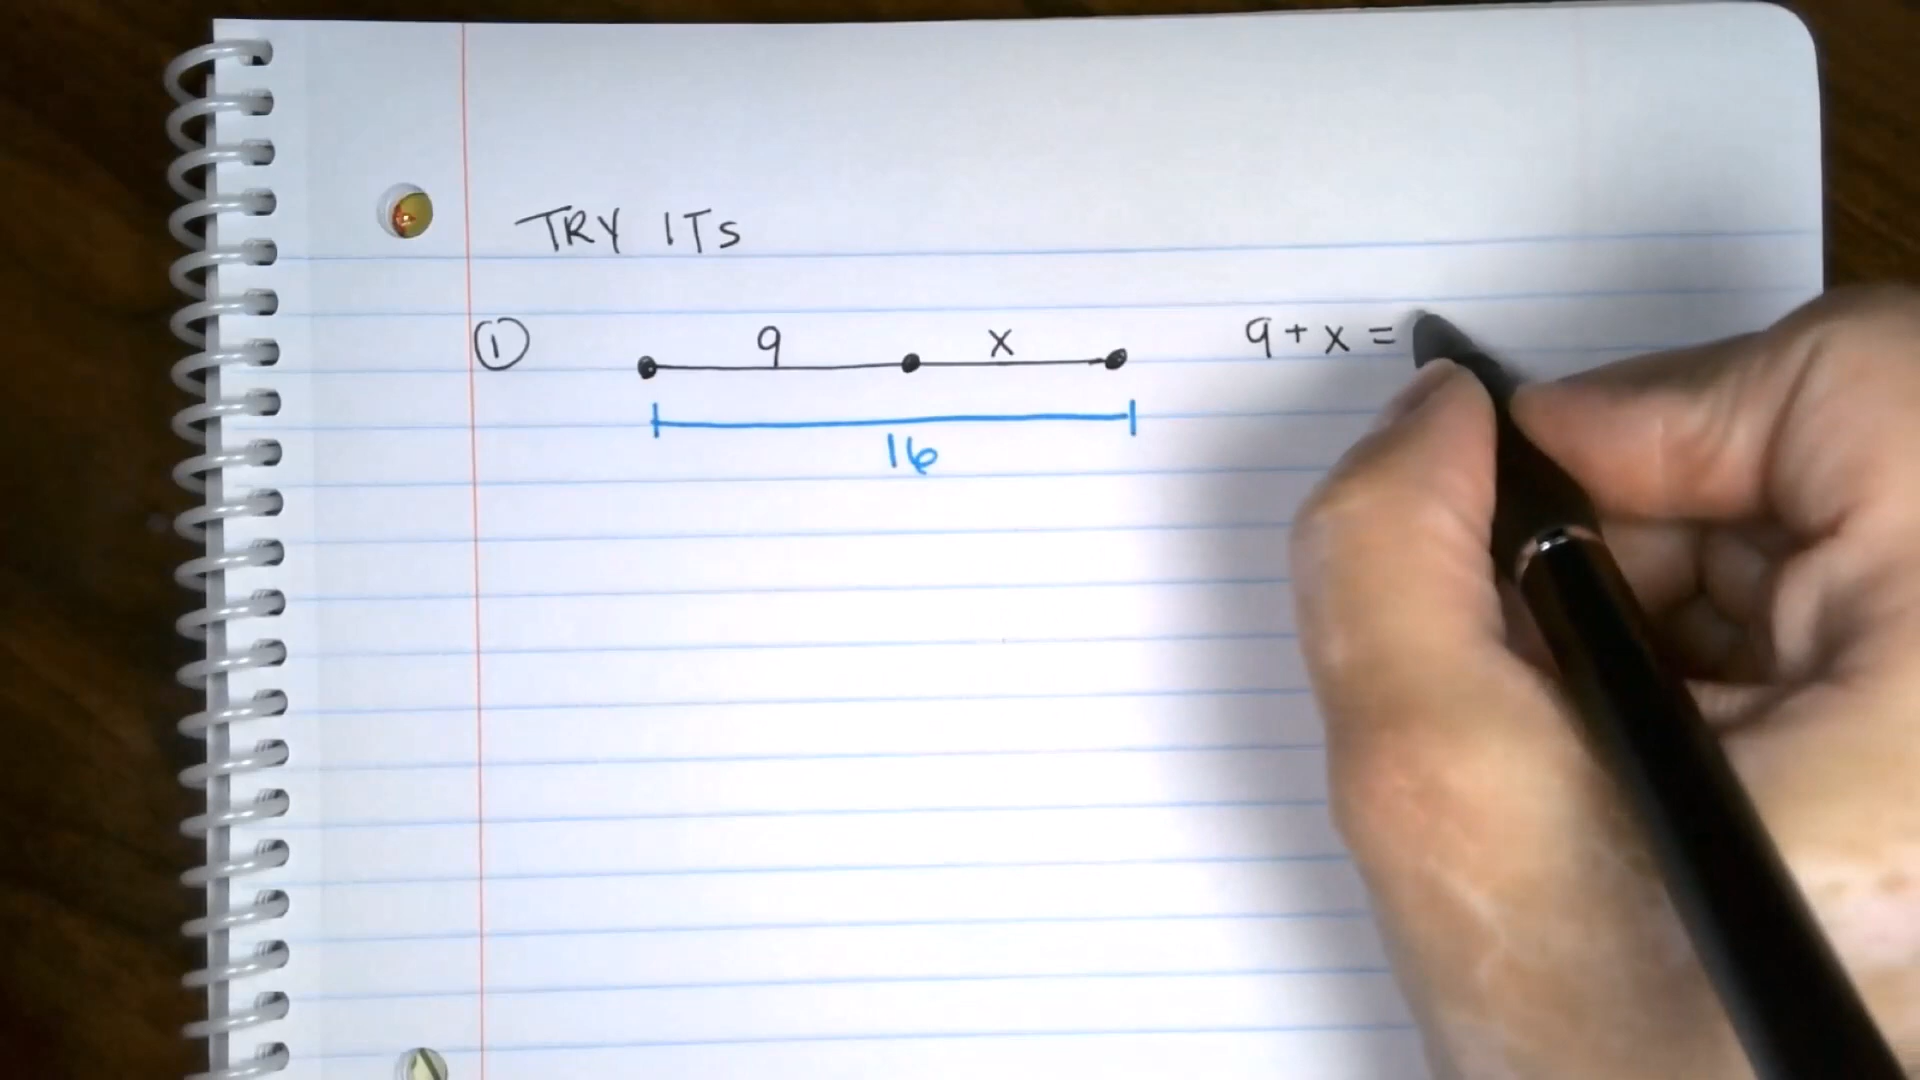 TRY ITs
① 9 x 9 + x =
16